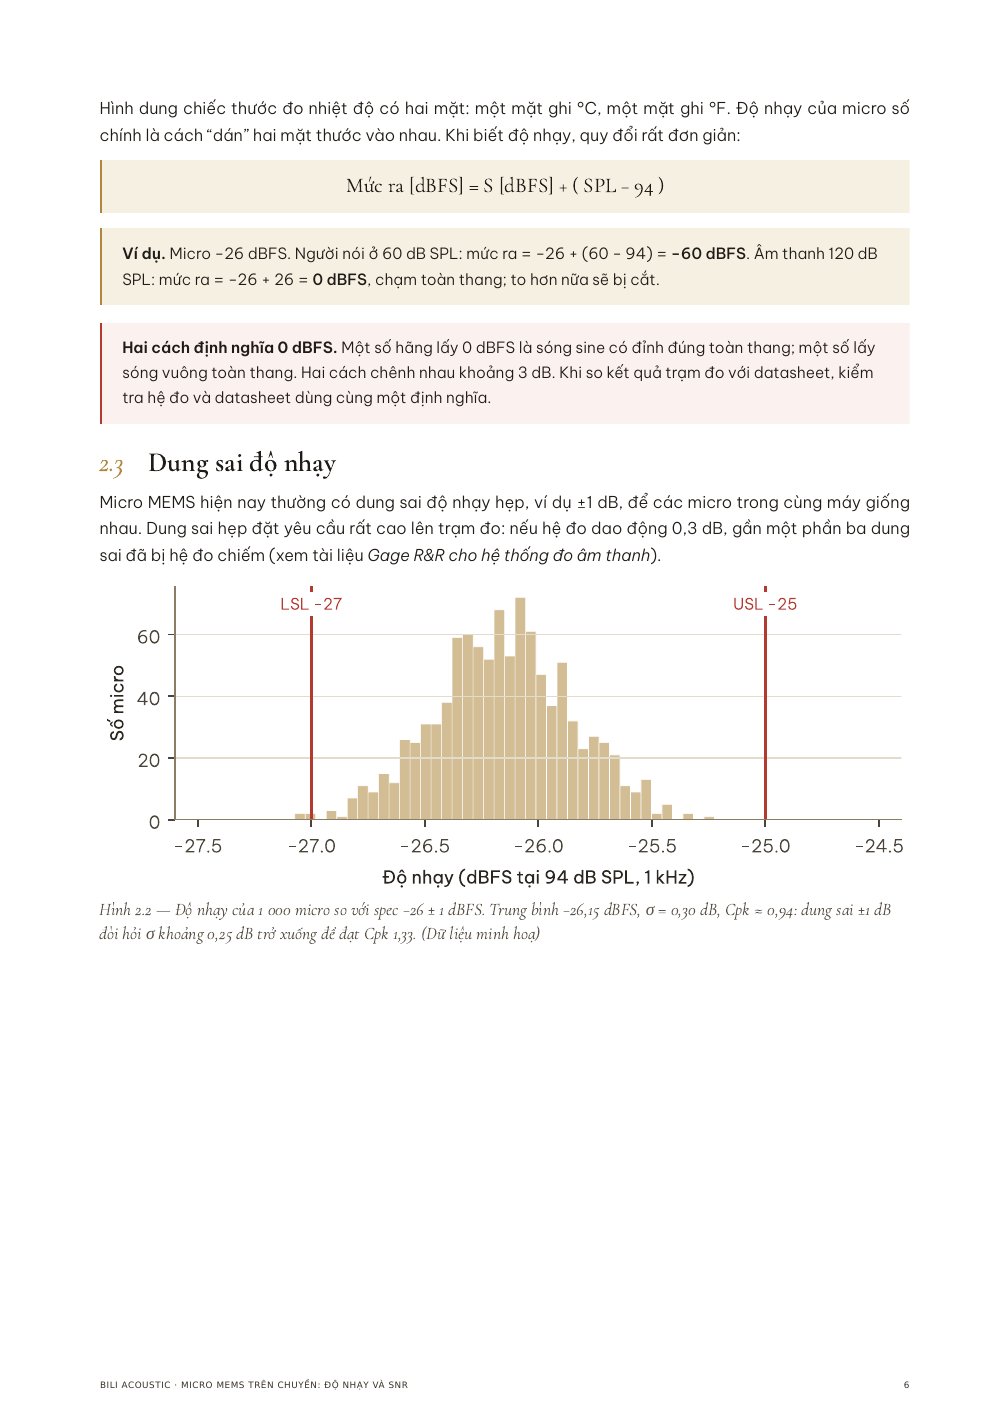 Hình dung chiếc thước đo nhiệt độ có hai mặt: một mặt ghi °C, một mặt ghi °F. Độ nhạy của micro số
chính là cách “dán” hai mặt thước vào nhau. Khi biết độ nhạy, quy đổi rất đơn giản:
Mức ra [dBFS] = S [dBFS] + ( SPL − 94 )
Ví dụ. Micro −26 dBFS. Người nói ở 60 dB SPL: mức ra = −26 + (60 − 94) = −60 dBFS. Âm thanh 120 dB
SPL: mức ra = −26 + 26 = 0 dBFS, chạm toàn thang; to hơn nữa sẽ bị cắt.
Hai cách định nghĩa 0 dBFS. Một số hãng lấy 0 dBFS là sóng sine có đỉnh đúng toàn thang; một số lấy
sóng vuông toàn thang. Hai cách chênh nhau khoảng 3 dB. Khi so kết quả trạm đo với datasheet, kiểm
tra hệ đo và datasheet dùng cùng một định nghĩa.
2.3 Dung sai độ nhạy
Micro MEMS hiện nay thường có dung sai độ nhạy hẹp, ví dụ ±1 dB, để các micro trong cùng máy giống
nhau. Dung sai hẹp đặt yêu cầu rất cao lên trạm đo: nếu hệ đo dao động 0,3 dB, gần một phần ba dung
sai đã bị hệ đo chiếm (xem tài liệu Gage R&R cho hệ thống đo âm thanh).
LSL −27
USL −25
60
40
20
0
Số micro
−27.5
−27.0
−26.5
−26.0
−25.5
−25.0
−24.5
Độ nhạy (dBFS tại 94 dB SPL, 1 kHz)
Hình 2.2 — Độ nhạy của 1 000 micro so với spec −26 ± 1 dBFS. Trung bình −26,15 dBFS, σ = 0,30 dB, Cpk ≈ 0,94: dung sai ±1 dB
đòi hỏi σ khoảng 0,25 dB trở xuống để đạt Cpk 1,33. (Dữ liệu minh hoạ)
BILI ACOUSTIC · MICRO MEMS TRÊN CHUYỀN: ĐỘ NHẠY VÀ SNR
6